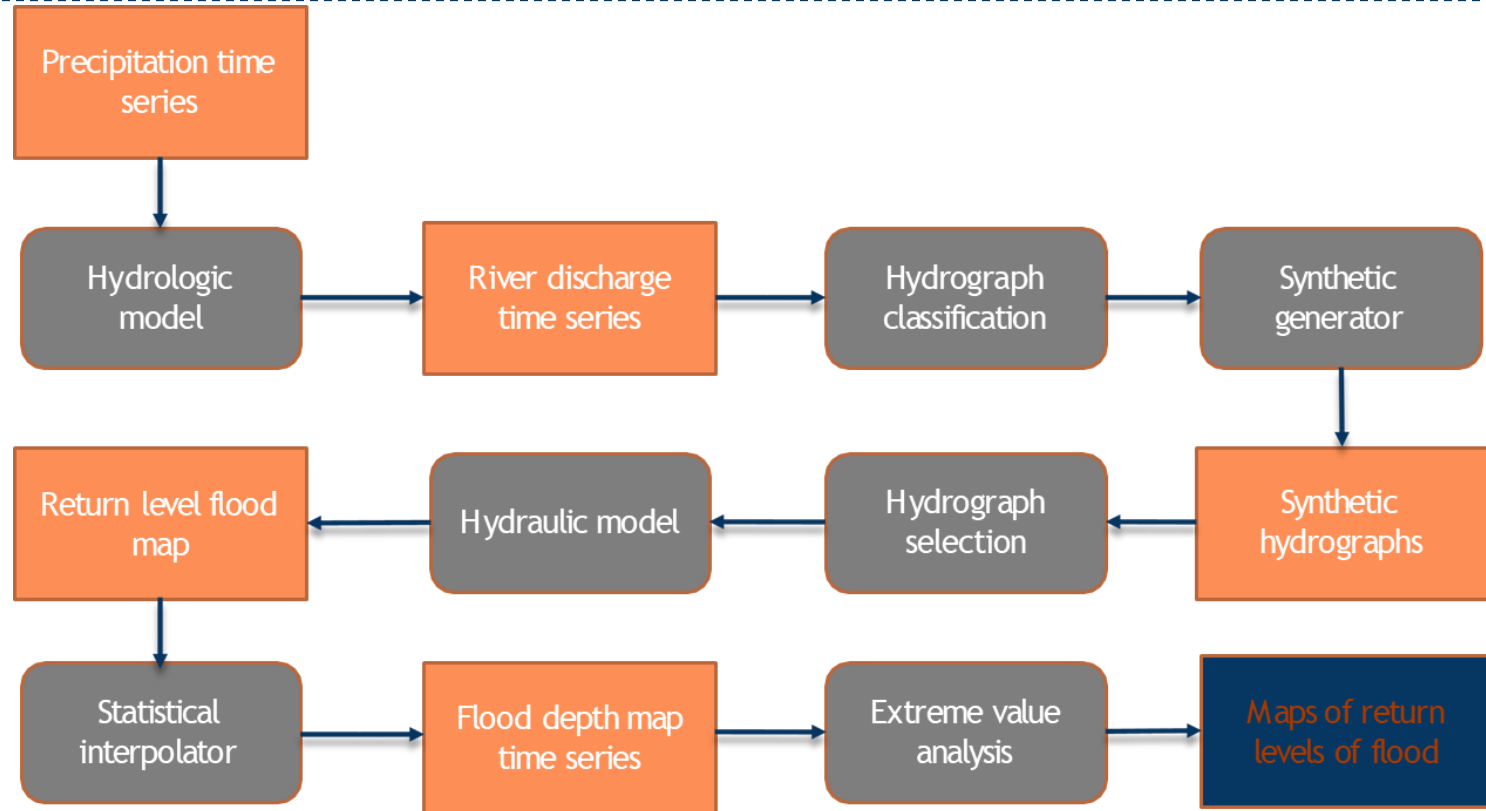 Precipitation time
series
Hydrologic
model
River discharge
time series
Hydrograph
classification
Synthetic
generator
Return level flood
map
Hydraulic model
Hydrograph
selection
Synthetic
hydrographs
Statistical
interpolator
Flood depth map
time series
Extreme value
analysis
Maps of return
levels of flood